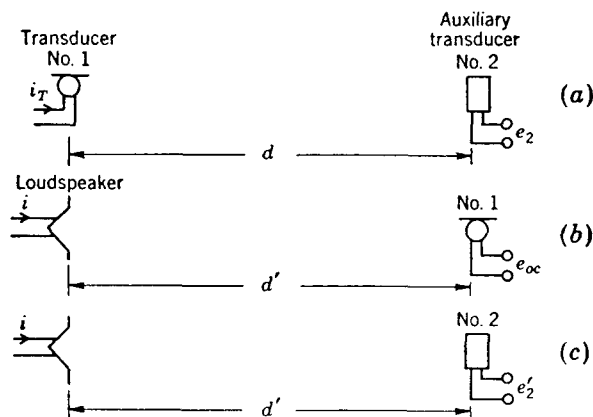 Transducer
No. 1
Auxiliary
transducer
No. 2
i_T
e_2
(a)
d
Loudspeaker
i
No. 1
e_oc
(b)
d'
i
No. 2
e'_2
(c)
d'